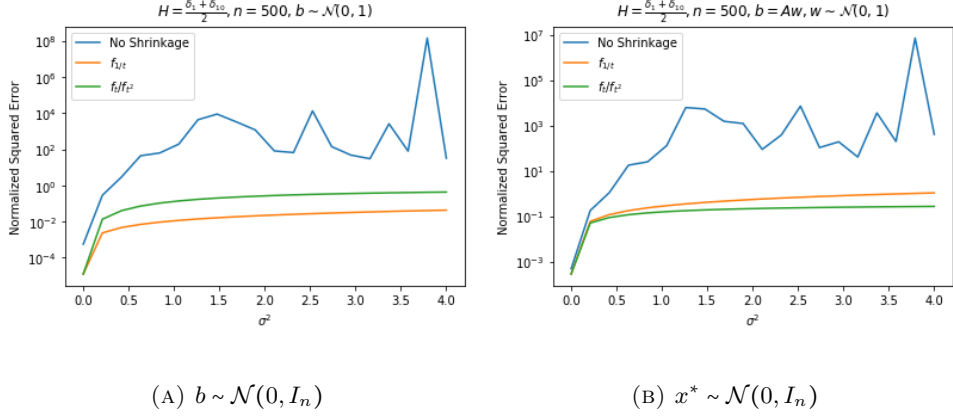 H = (δ₁ + δ₁₀)/2, n = 500, b ~ 𝒩(0, 1)
No Shrinkage
f_{1/t}
f_t/f_{t²}
Normalized Squared Error
10⁸
10⁶
10⁴
10²
10⁰
10⁻²
10⁻⁴
0.0 0.5 1.0 1.5 2.0 2.5 3.0 3.5 4.0
σ²
(A) b ~ 𝒩(0, Iₙ)
H = (δ₁ + δ₁₀)/2, n = 500, b = Aw, w ~ 𝒩(0, 1)
No Shrinkage
f_{1/t}
f_t/f_{t²}
Normalized Squared Error
10⁷
10⁵
10³
10¹
10⁻¹
10⁻³
0.0 0.5 1.0 1.5 2.0 2.5 3.0 3.5 4.0
σ²
(B) x* ~ 𝒩(0, Iₙ)